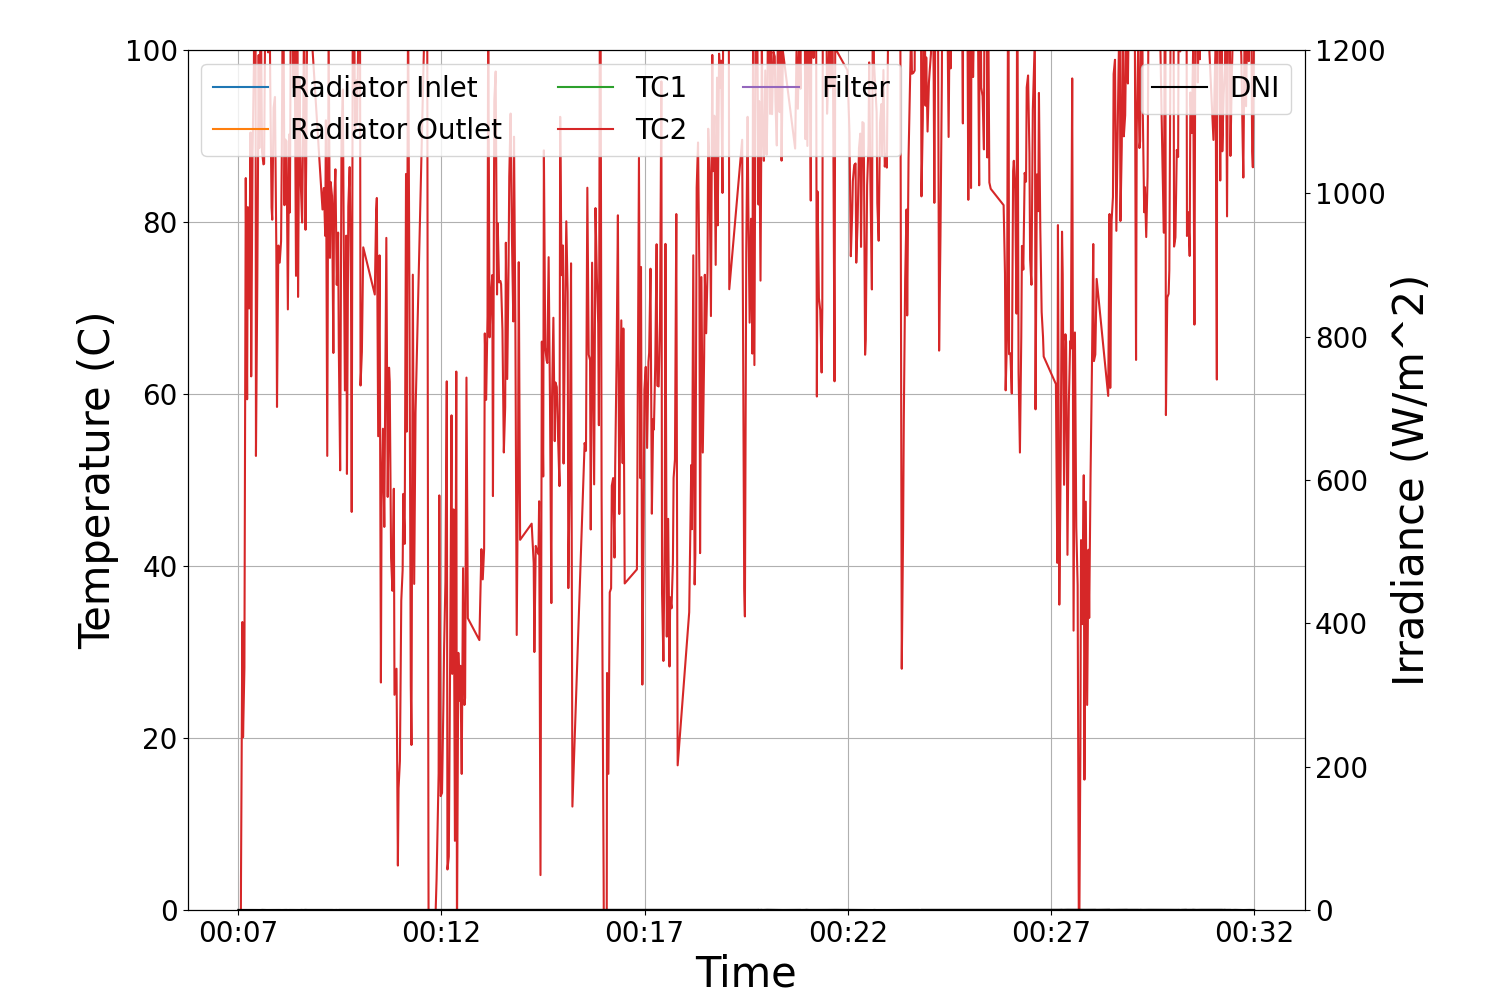 Radiator Inlet
Radiator Outlet
TC1
TC2
Filter
DNI
Temperature (C)
100
80
60
40
20
0
1200
1000
800
600
400
200
0
Irradiance (W/m^2)
00:07 00:12 00:17 00:22 00:27 00:32
Time